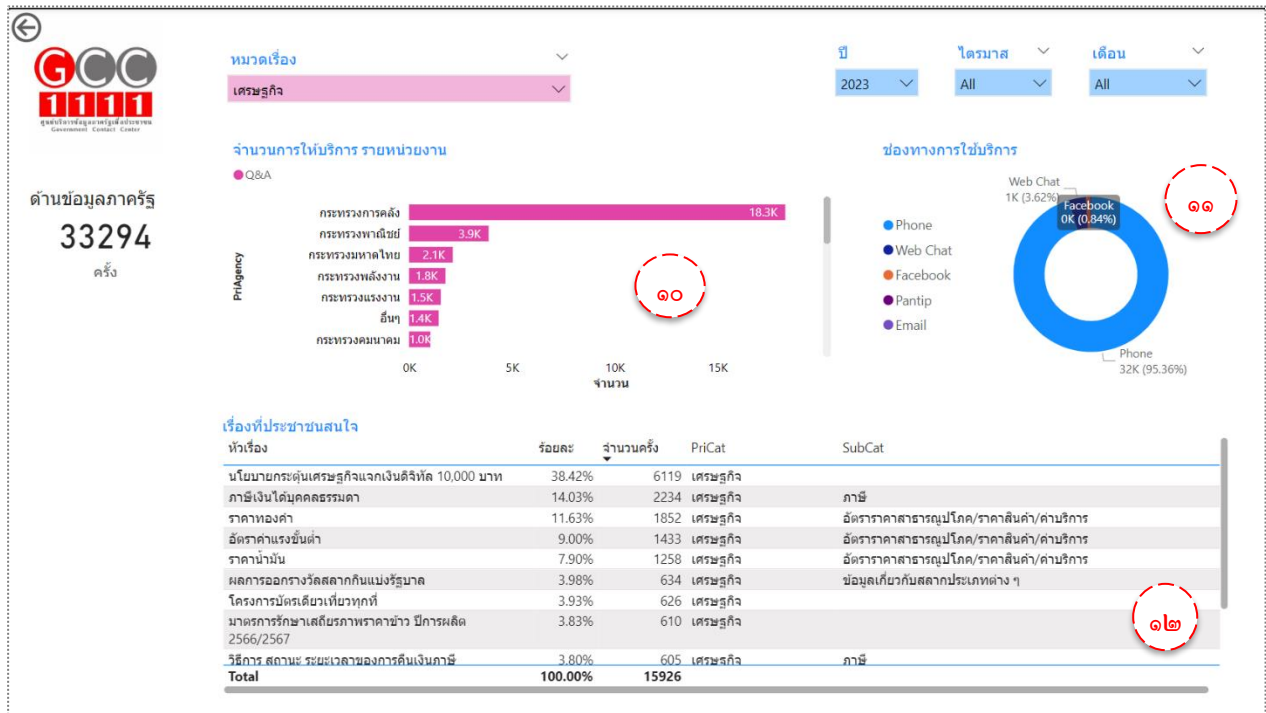 GCC
1111
ศูนย์บริการข้อมูลภาครัฐเพื่อประชาชน
Government Contact Center
หมวดเรื่อง
เศรษฐกิจ
ปี
2023
ไตรมาส
All
เดือน
All
ด้านข้อมูลภาครัฐ
33294
ครั้ง
จำนวนการให้บริการ รายหน่วยงาน
Q&A
PriAgency
กระทรวงการคลัง 18.3K
กระทรวงพาณิชย์ 3.9K
กระทรวงมหาดไทย 2.1K
กระทรวงพลังงาน 1.8K
กระทรวงแรงงาน 1.5K
อื่นๆ 1.4K
กระทรวงคมนาคม 1.0K
0K 5K 10K 15K
จำนวน
๑๐
ช่องทางการใช้บริการ
Phone
Web Chat
Facebook
Pantip
Email
Web Chat
1K (3.62%)
Facebook
0K (0.84%)
Phone
32K (95.36%)
๑๑
เรื่องที่ประชาชนสนใจ
หัวเรื่อง ร้อยละ จำนวนครั้ง PriCat SubCat
นโยบายกระตุ้นเศรษฐกิจแจกเงินดิจิทัล 10,000 บาท 38.42% 6119 เศรษฐกิจ
ภาษีเงินได้บุคคลธรรมดา 14.03% 2234 เศรษฐกิจ ภาษี
ราคาทองคำ 11.63% 1852 เศรษฐกิจ อัตราราคาสาธารณูปโภค/ราคาสินค้า/ค่าบริการ
อัตราค่าแรงขั้นต่ำ 9.00% 1433 เศรษฐกิจ อัตราราคาสาธารณูปโภค/ราคาสินค้า/ค่าบริการ
ราคาน้ำมัน 7.90% 1258 เศรษฐกิจ อัตราราคาสาธารณูปโภค/ราคาสินค้า/ค่าบริการ
ผลการออกรางวัลสลากกินแบ่งรัฐบาล 3.98% 634 เศรษฐกิจ ข้อมูลเกี่ยวกับสลากประเภทต่าง ๆ
โครงการบัตรเดียวเที่ยวทุกที่ 3.93% 626 เศรษฐกิจ
มาตรการรักษาเสถียรภาพราคาข้าว ปีการผลิต 3.83% 610 เศรษฐกิจ
2566/2567
วิธีการ สถานะ ระยะเวลาของการคืนเงินภาษี 3.80% 605 เศรษฐกิจ ภาษี
Total 100.00% 15926
๑๒